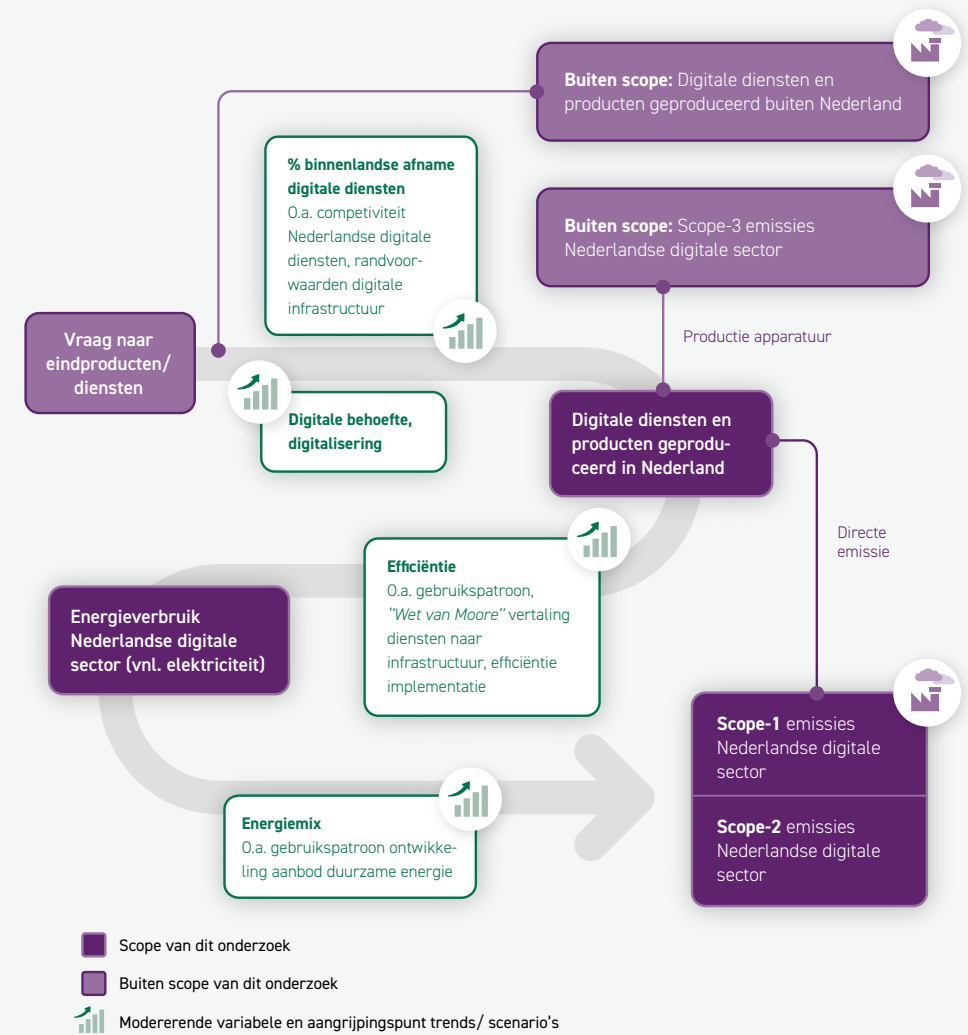 Buiten scope: Digitale diensten en
producten geproduceerd buiten Nederland
% binnenlandse afname
digitale diensten
O.a. competiviteit
Nederlandse digitale
diensten, randvoor-
waarden digitale
infrastructuur
Buiten scope: Scope-3 emissies
Nederlandse digitale sector
Vraag naar
eindproducten/
diensten
Productie apparatuur
Digitale behoefte,
digitalisering
Digitale diensten en
producten geprodu-
ceerd in Nederland
Directe
emissie
Efficiëntie
O.a. gebruikspatroon,
"Wet van Moore" vertaling
diensten naar
infrastructuur, efficiëntie
implementatie
Energieverbruik
Nederlandse digitale
sector (vnl. elektriciteit)
Scope-1 emissies
Nederlandse digitale
sector
Scope-2 emissies
Nederlandse digitale
sector
Energiemix
O.a. gebruikspatroon ontwikke-
ling aanbod duurzame energie
Scope van dit onderzoek
Buiten scope van dit onderzoek
Modererende variabele en aangrijpingspunt trends/ scenario's